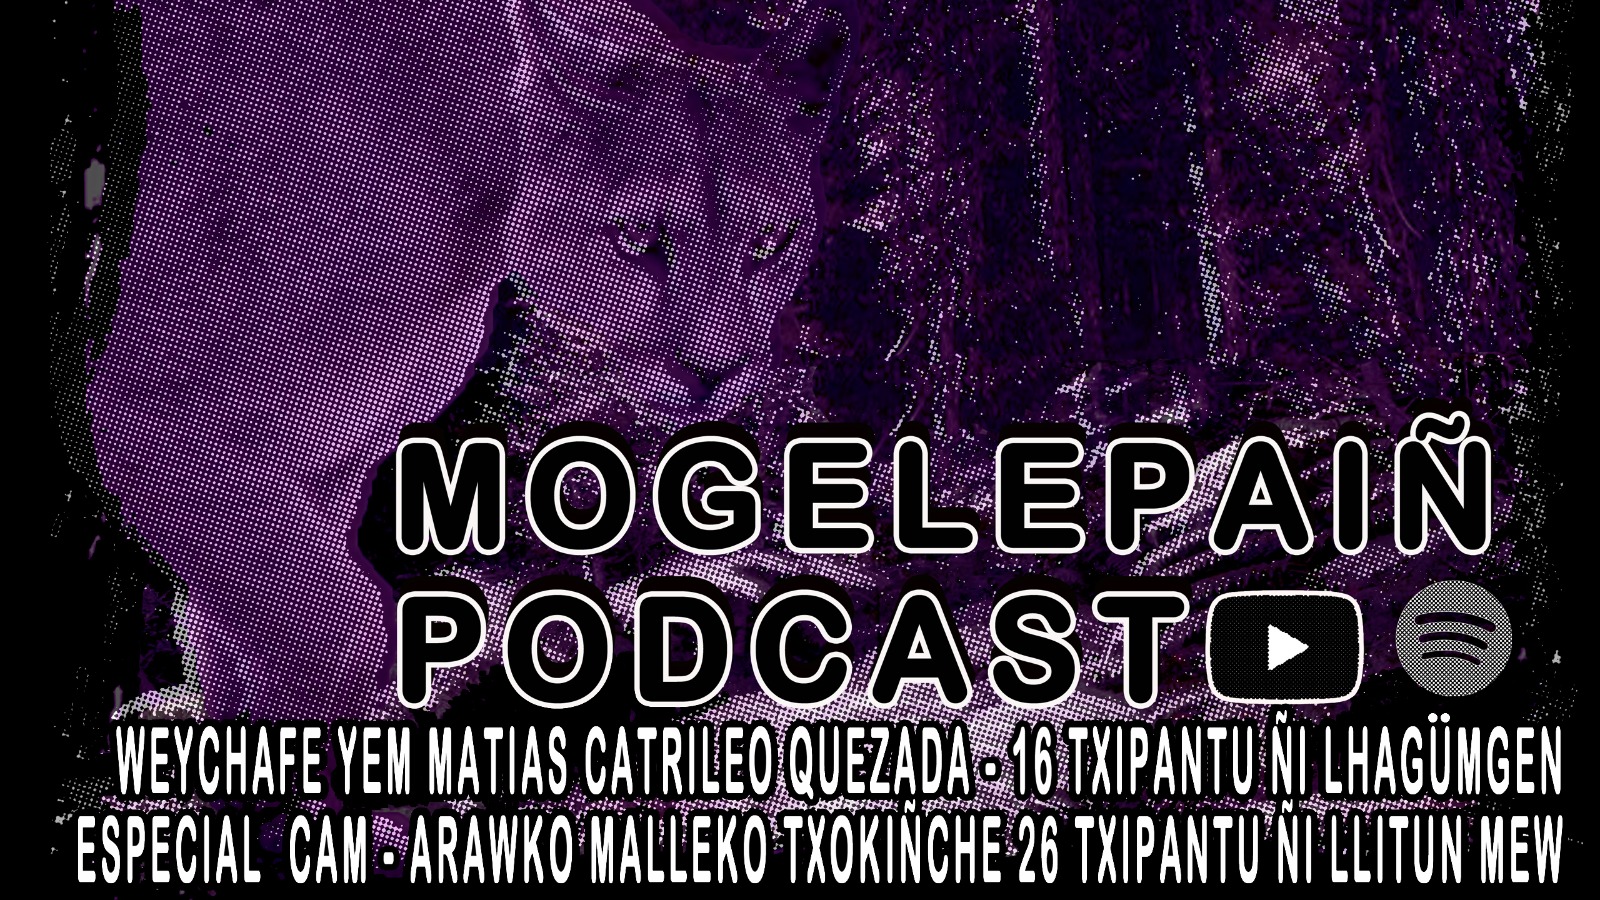 MOGELEPAIÑ
PODCAST
WEYCHAFE YEM MATIAS CATRILEO QUEZADA - 16 TXIPANTU ÑI LHAGÜMGEN
ESPECIAL CAM - ARAWKO MALLEKO TXOKIÑCHE 26 TXIPANTU ÑI LLITUN MEW